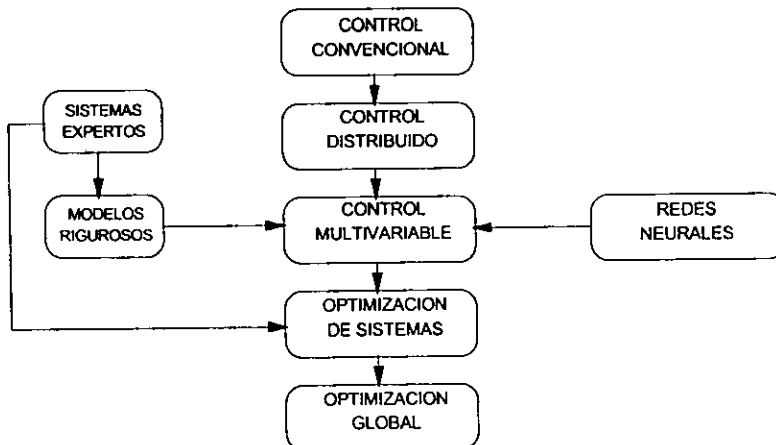 CONTROL
CONVENCIONAL
SISTEMAS
EXPERTOS
CONTROL
DISTRIBUIDO
MODELOS
RIGUROSOS
CONTROL
MULTIVARIABLE
REDES
NEURALES
OPTIMIZACION
DE SISTEMAS
OPTIMIZACION
GLOBAL